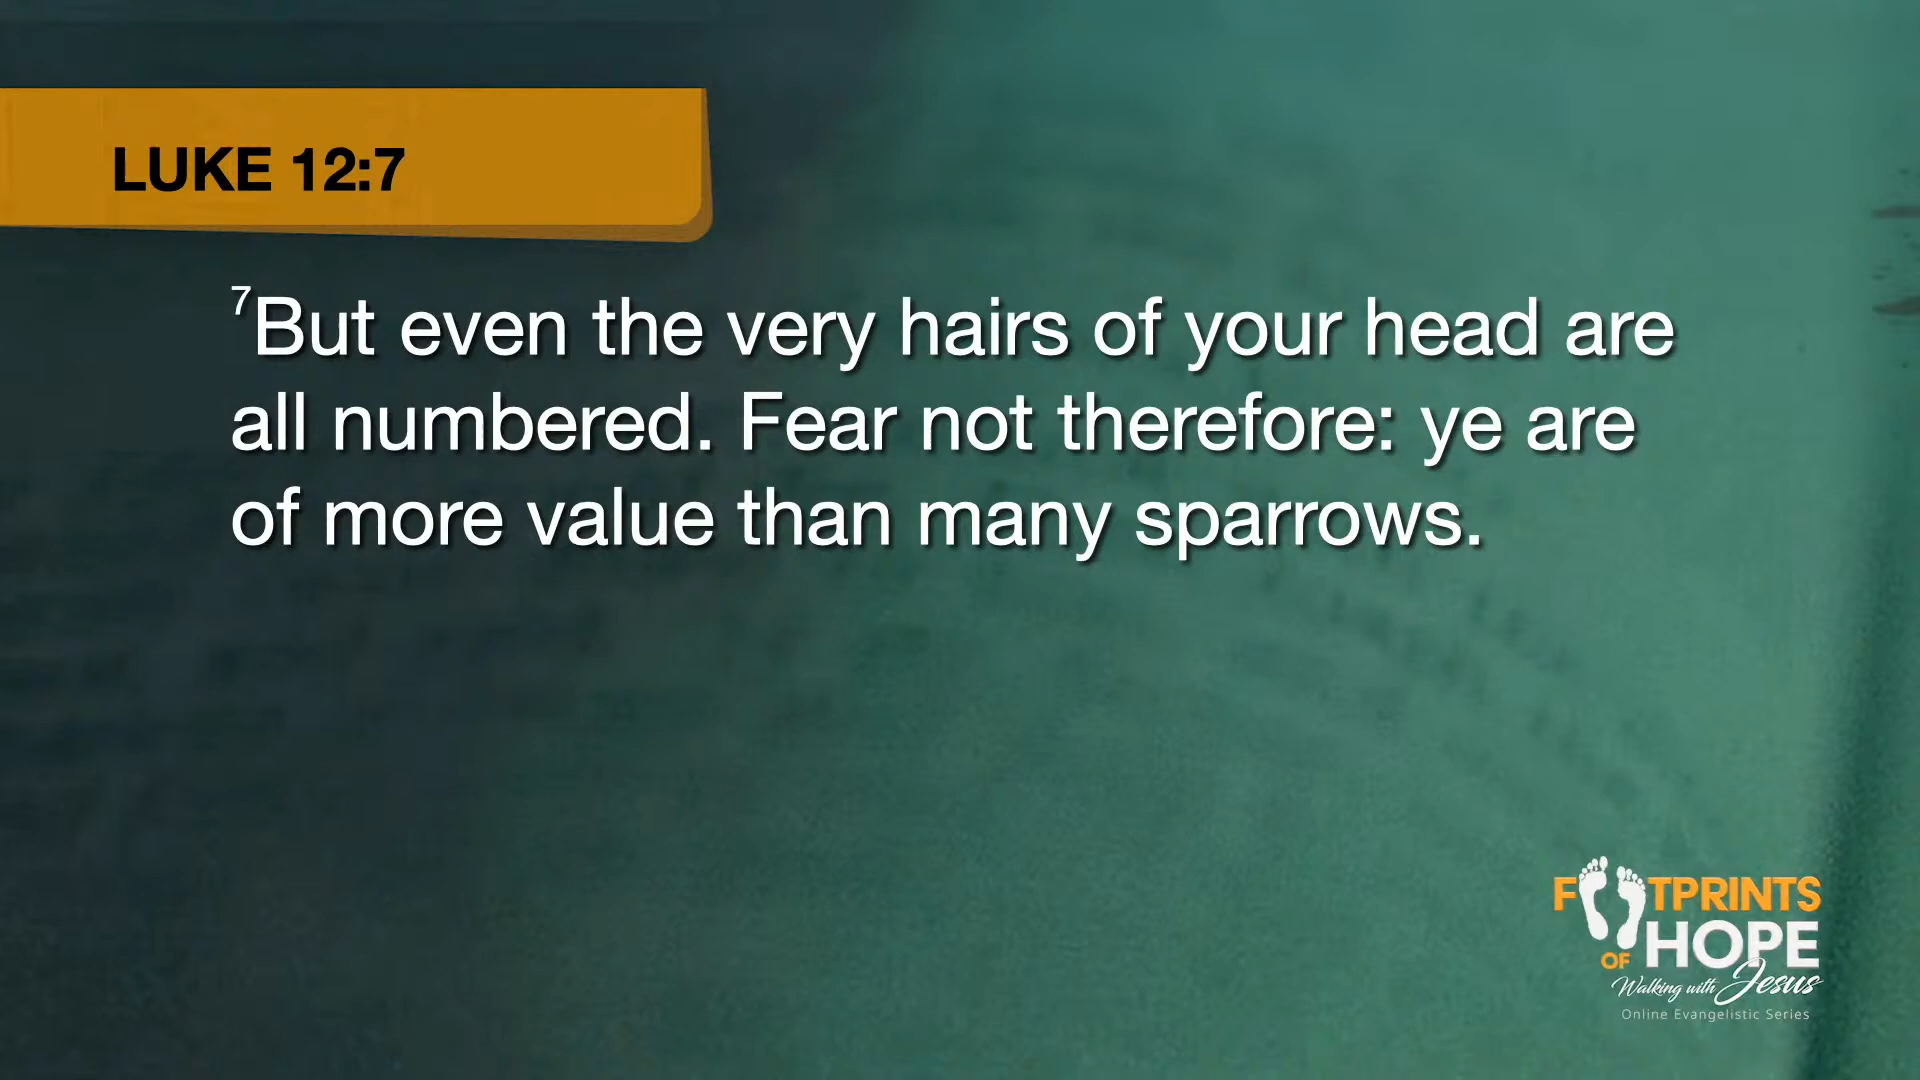 LUKE 12:7
7But even the very hairs of your head are
all numbered. Fear not therefore: ye are
of more value than many sparrows.
FOOTPRINTS
OF HOPE
Walking with Jesus
Online Evangelistic Series